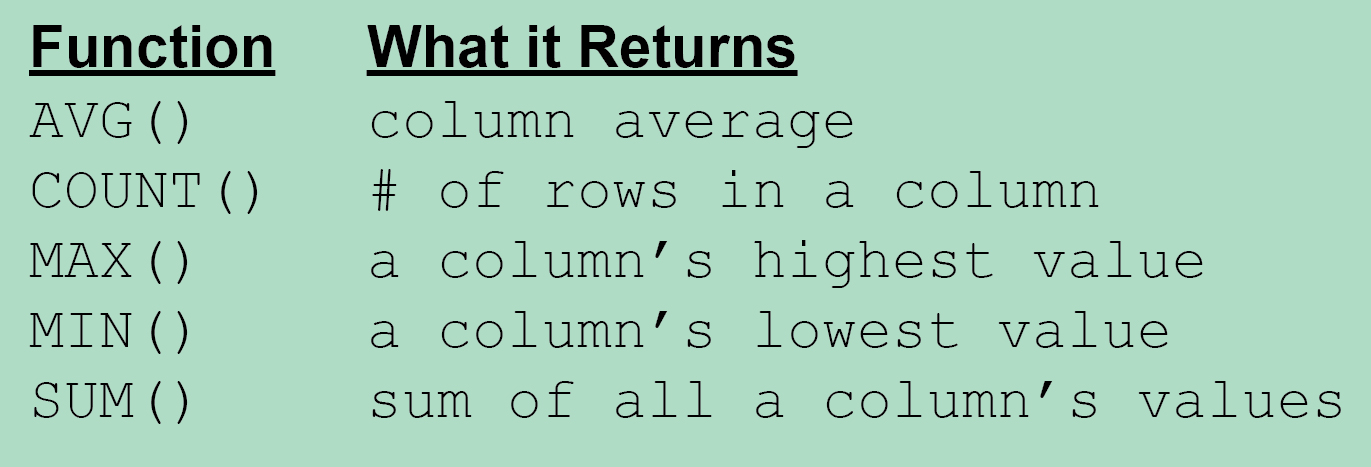 Function What it Returns
AVG() column average
COUNT() # of rows in a column
MAX() a column’s highest value
MIN() a column’s lowest value
SUM() sum of all a column’s values